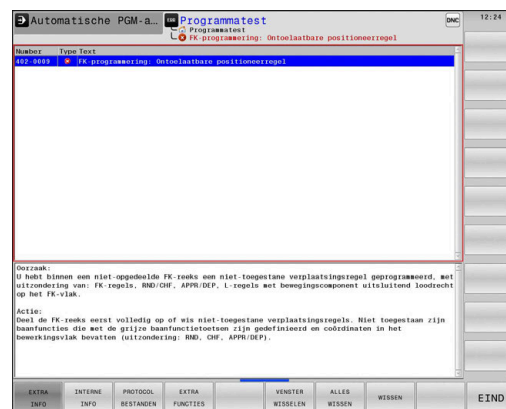 Automatische PGM-a…
Programmatest
DNC
12:24
Programmatest
FK-programmering: Ontoelaatbare positioneerregel
Number Type Text
402-0009 FK-programmering: Ontoelaatbare positioneerregel
Oorzaak:
U hebt binnen een niet-opgedeelde FK-reeks een niet-toegestane verplaatsingsregel geprogrammeerd, met
uitzondering van: FK-regels, RND/CHF, APPR/DEP, L-regels met bewegingscomponent uitsluitend loodrecht
op het FK-vlak.
Actie:
Deel de FK-reeks eerst volledig op of wis niet-toegestane verplaatsingsregels. Niet toegestaan zijn
baanfuncties die met de grijze baanfunctietoetsen zijn gedefinieerd en coördinaten in het
bewerkingsvlak bevatten (uitzondering: RND, CHF, APPR/DEP).
EXTRA INFO
INTERNE INFO
PROTOCOL BESTANDEN
EXTRA FUNCTIES
VENSTER WISSELEN
ALLES WISSEN
WISSEN
EIND